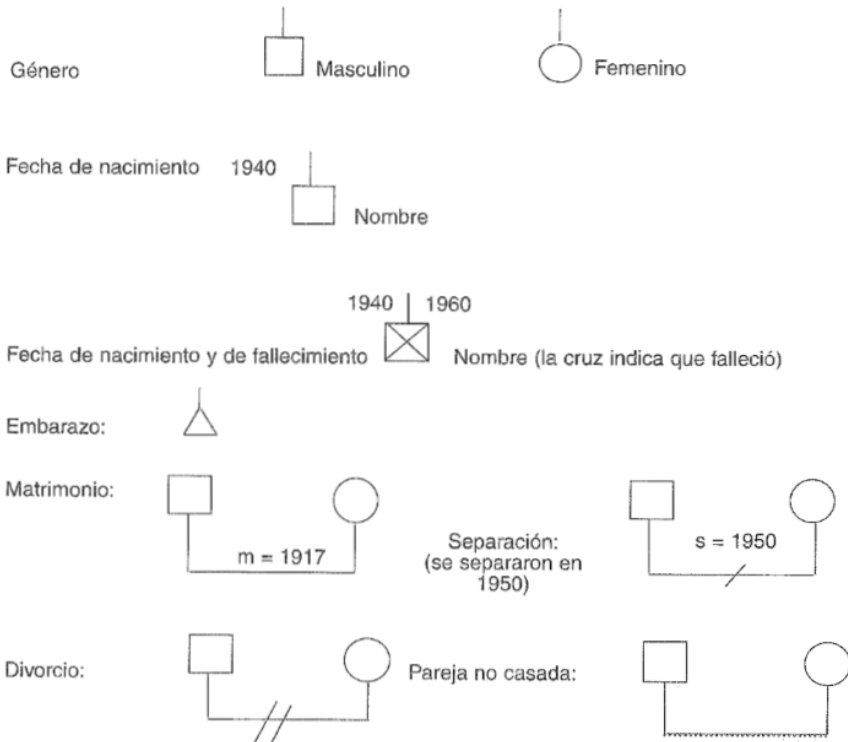 Género Masculino Femenino
Fecha de nacimiento 1940
Nombre
1940 1960
Fecha de nacimiento y de fallecimiento Nombre (la cruz indica que falleció)
Embarazo:
Matrimonio:
m = 1917
Separación:
(se separaron en
1950)
s = 1950
Divorcio:
Pareja no casada: